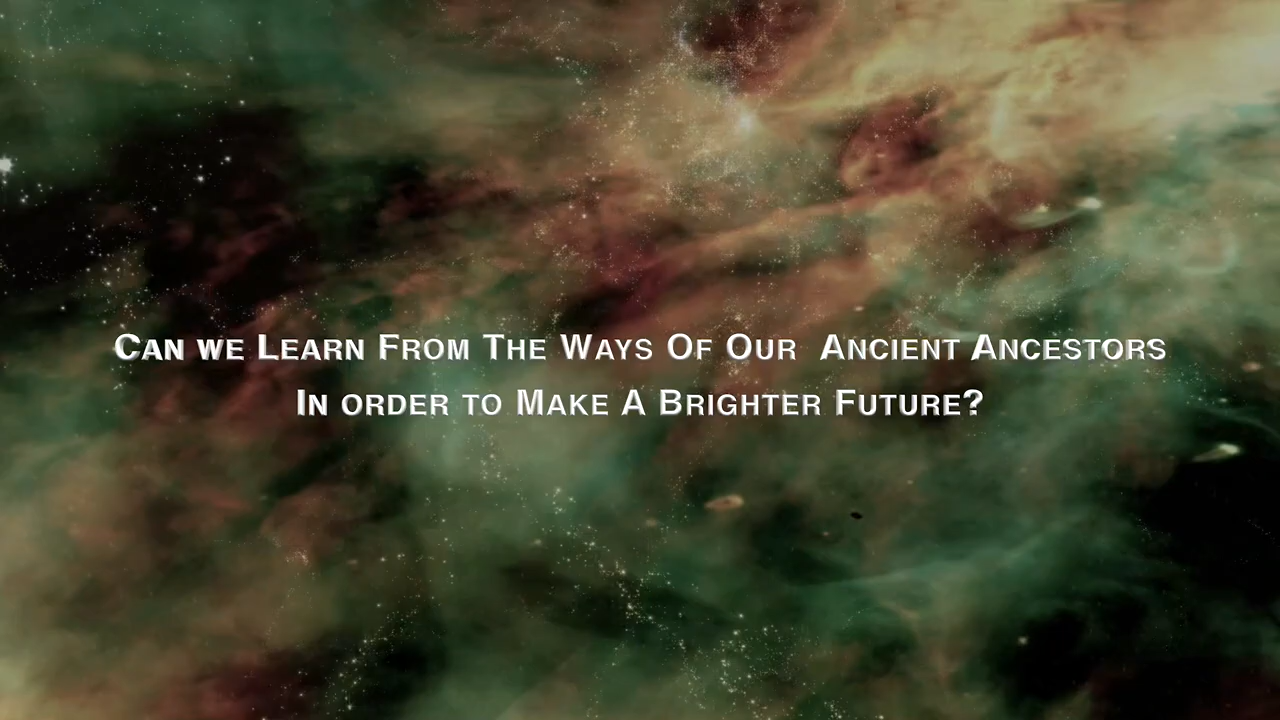 Can we Learn From The Ways Of Our  Ancient Ancestors
In order to Make A Brighter Future?